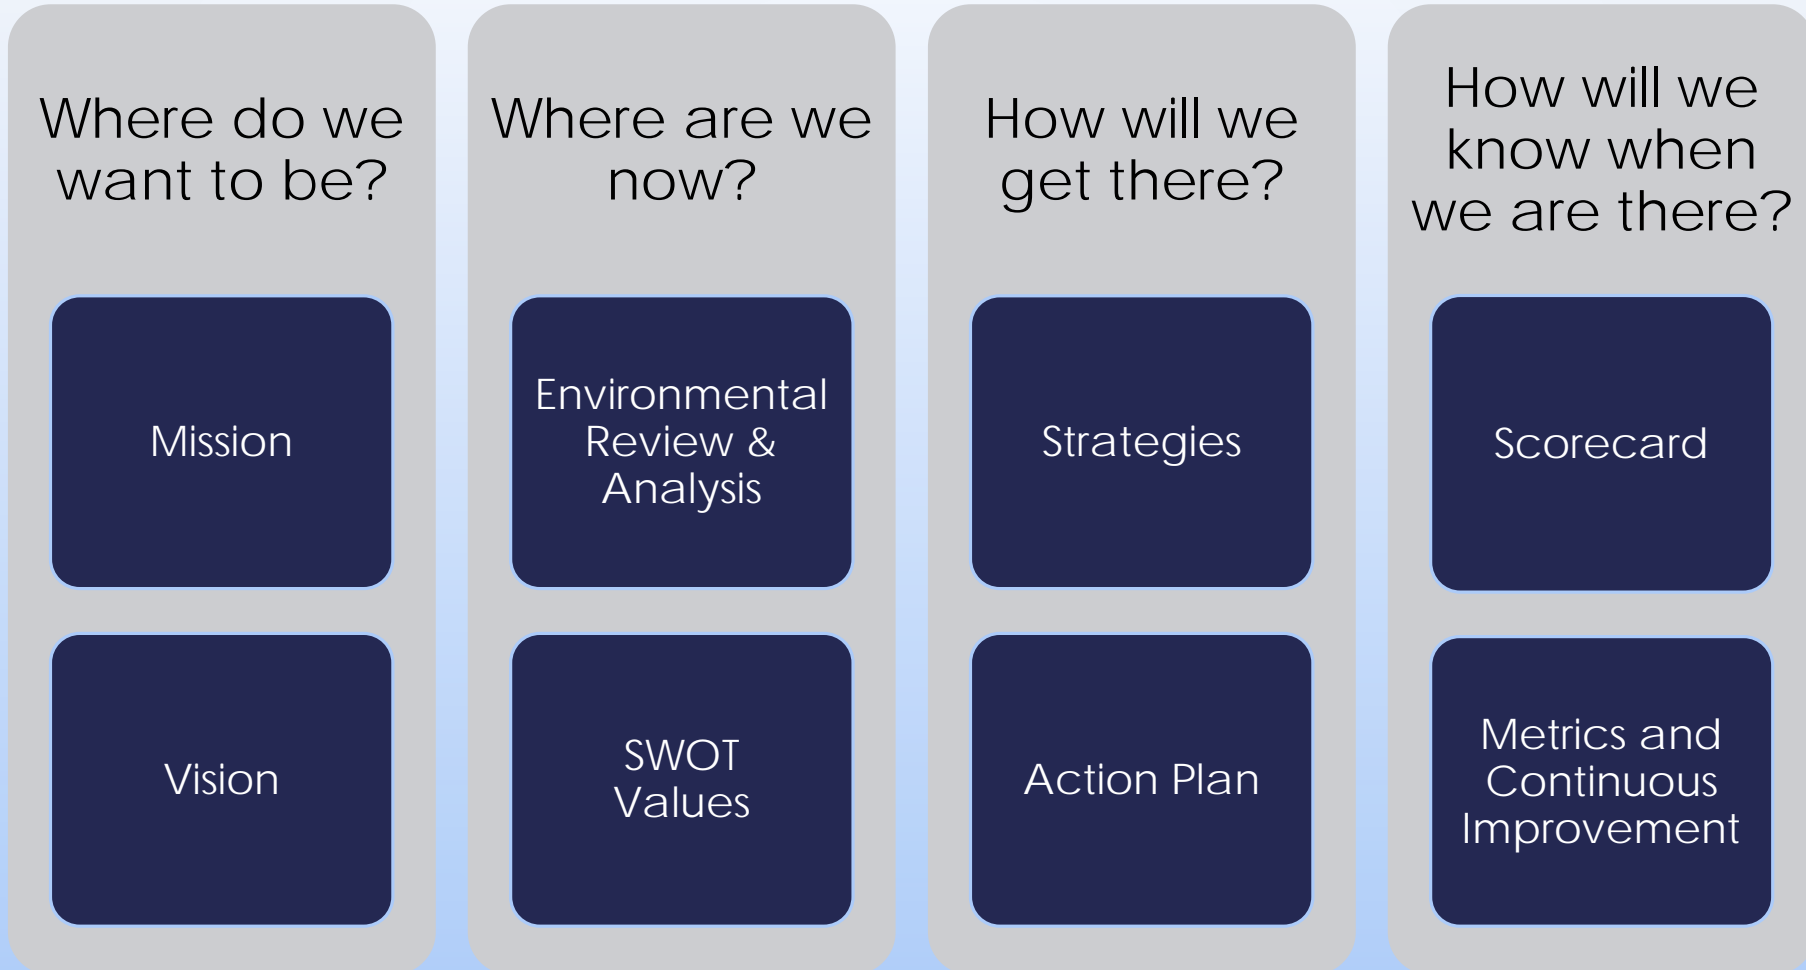 Where do we
want to be?
Mission
Vision
Where are we
now?
Environmental
Review &
Analysis
SWOT
Values
How will we
get there?
Strategies
Action Plan
How will we
know when
we are there?
Scorecard
Metrics and
Continuous
Improvement